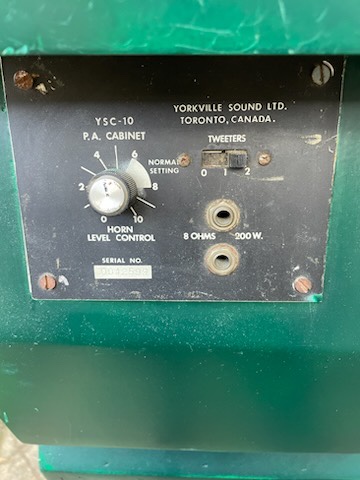 YSC-10
P.A. CABINET
YORKVILLE SOUND LTD.
TORONTO, CANADA.
TWEETERS
0 2
0 2 4 6 8 10
NORMAL
SETTING
HORN
LEVEL CONTROL
8 OHMS 200 W.
SERIAL NO.